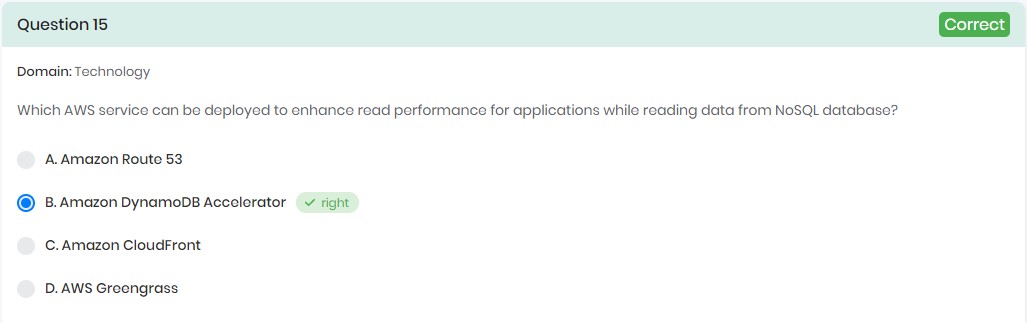 Question 15
Correct
Domain: Technology
Which AWS service can be deployed to enhance read performance for applications while reading data from NoSQL database?
A. Amazon Route 53
B. Amazon DynamoDB Accelerator ✓ right
C. Amazon CloudFront
D. AWS Greengrass